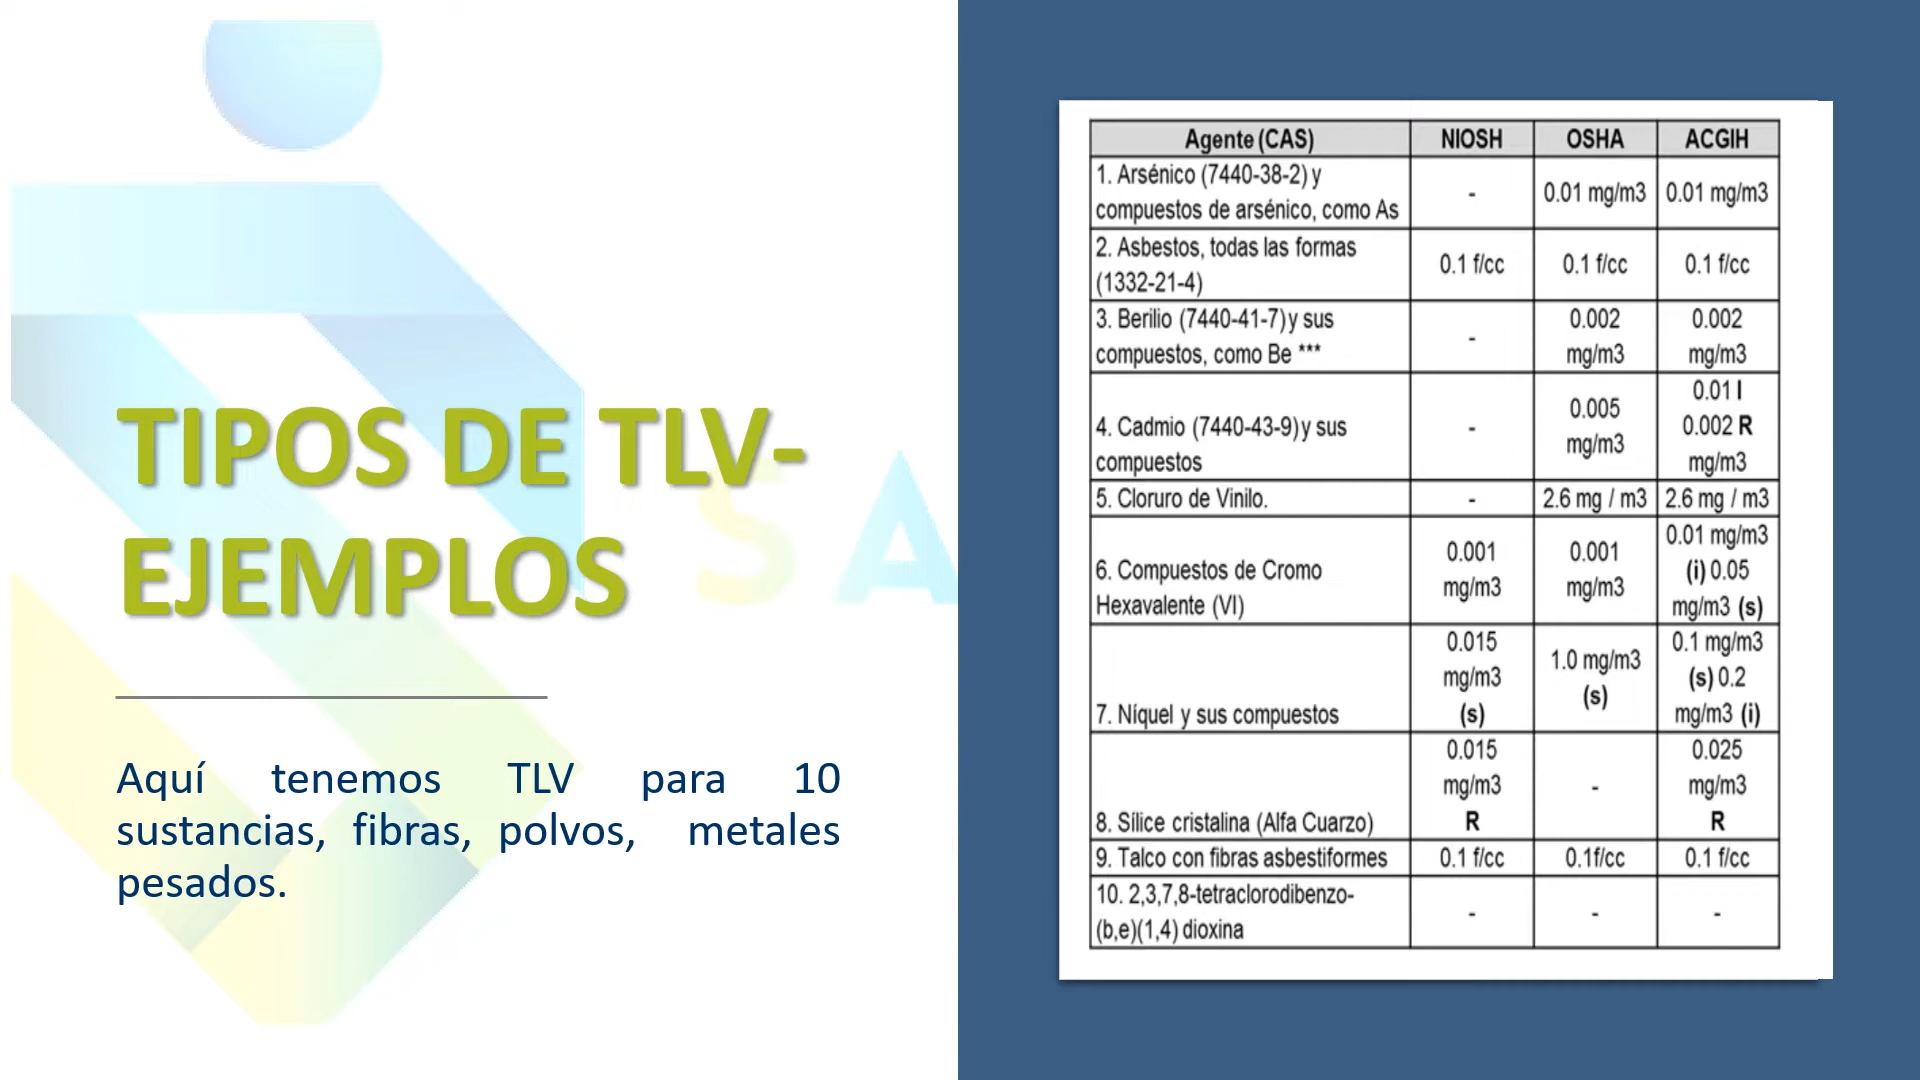 TIPOS DE TLV-
EJEMPLOS
SA
Aquí tenemos TLV para 10
sustancias, fibras, polvos, metales
pesados.
Agente (CAS) NIOSH OSHA ACGIH
1. Arsénico (7440-38-2) y
compuestos de arsénico, como As
- 0.01 mg/m3 0.01 mg/m3
2. Asbestos, todas las formas
(1332-21-4)
0.1 f/cc 0.1 f/cc 0.1 f/cc
3. Berilio (7440-41-7) y sus
compuestos, como Be ***
-
0.002
mg/m3
0.002
mg/m3
4. Cadmio (7440-43-9) y sus
compuestos
-
0.005
mg/m3
0.01 I
0.002 R
mg/m3
5. Cloruro de Vinilo. - 2.6 mg / m3 2.6 mg / m3
6. Compuestos de Cromo
Hexavalente (VI)
0.001
mg/m3
0.001
mg/m3
0.01 mg/m3
(i) 0.05
mg/m3 (s)
7. Níquel y sus compuestos
0.015
mg/m3
(s)
1.0 mg/m3
(s)
0.1 mg/m3
(s) 0.2
mg/m3 (i)
8. Sílice cristalina (Alfa Cuarzo)
0.015
mg/m3
R
-
0.025
mg/m3
R
9. Talco con fibras asbestiformes 0.1 f/cc 0.1f/cc 0.1 f/cc
10. 2,3,7,8-tetraclorodibenzo-
(b,e)(1,4) dioxina
- - -